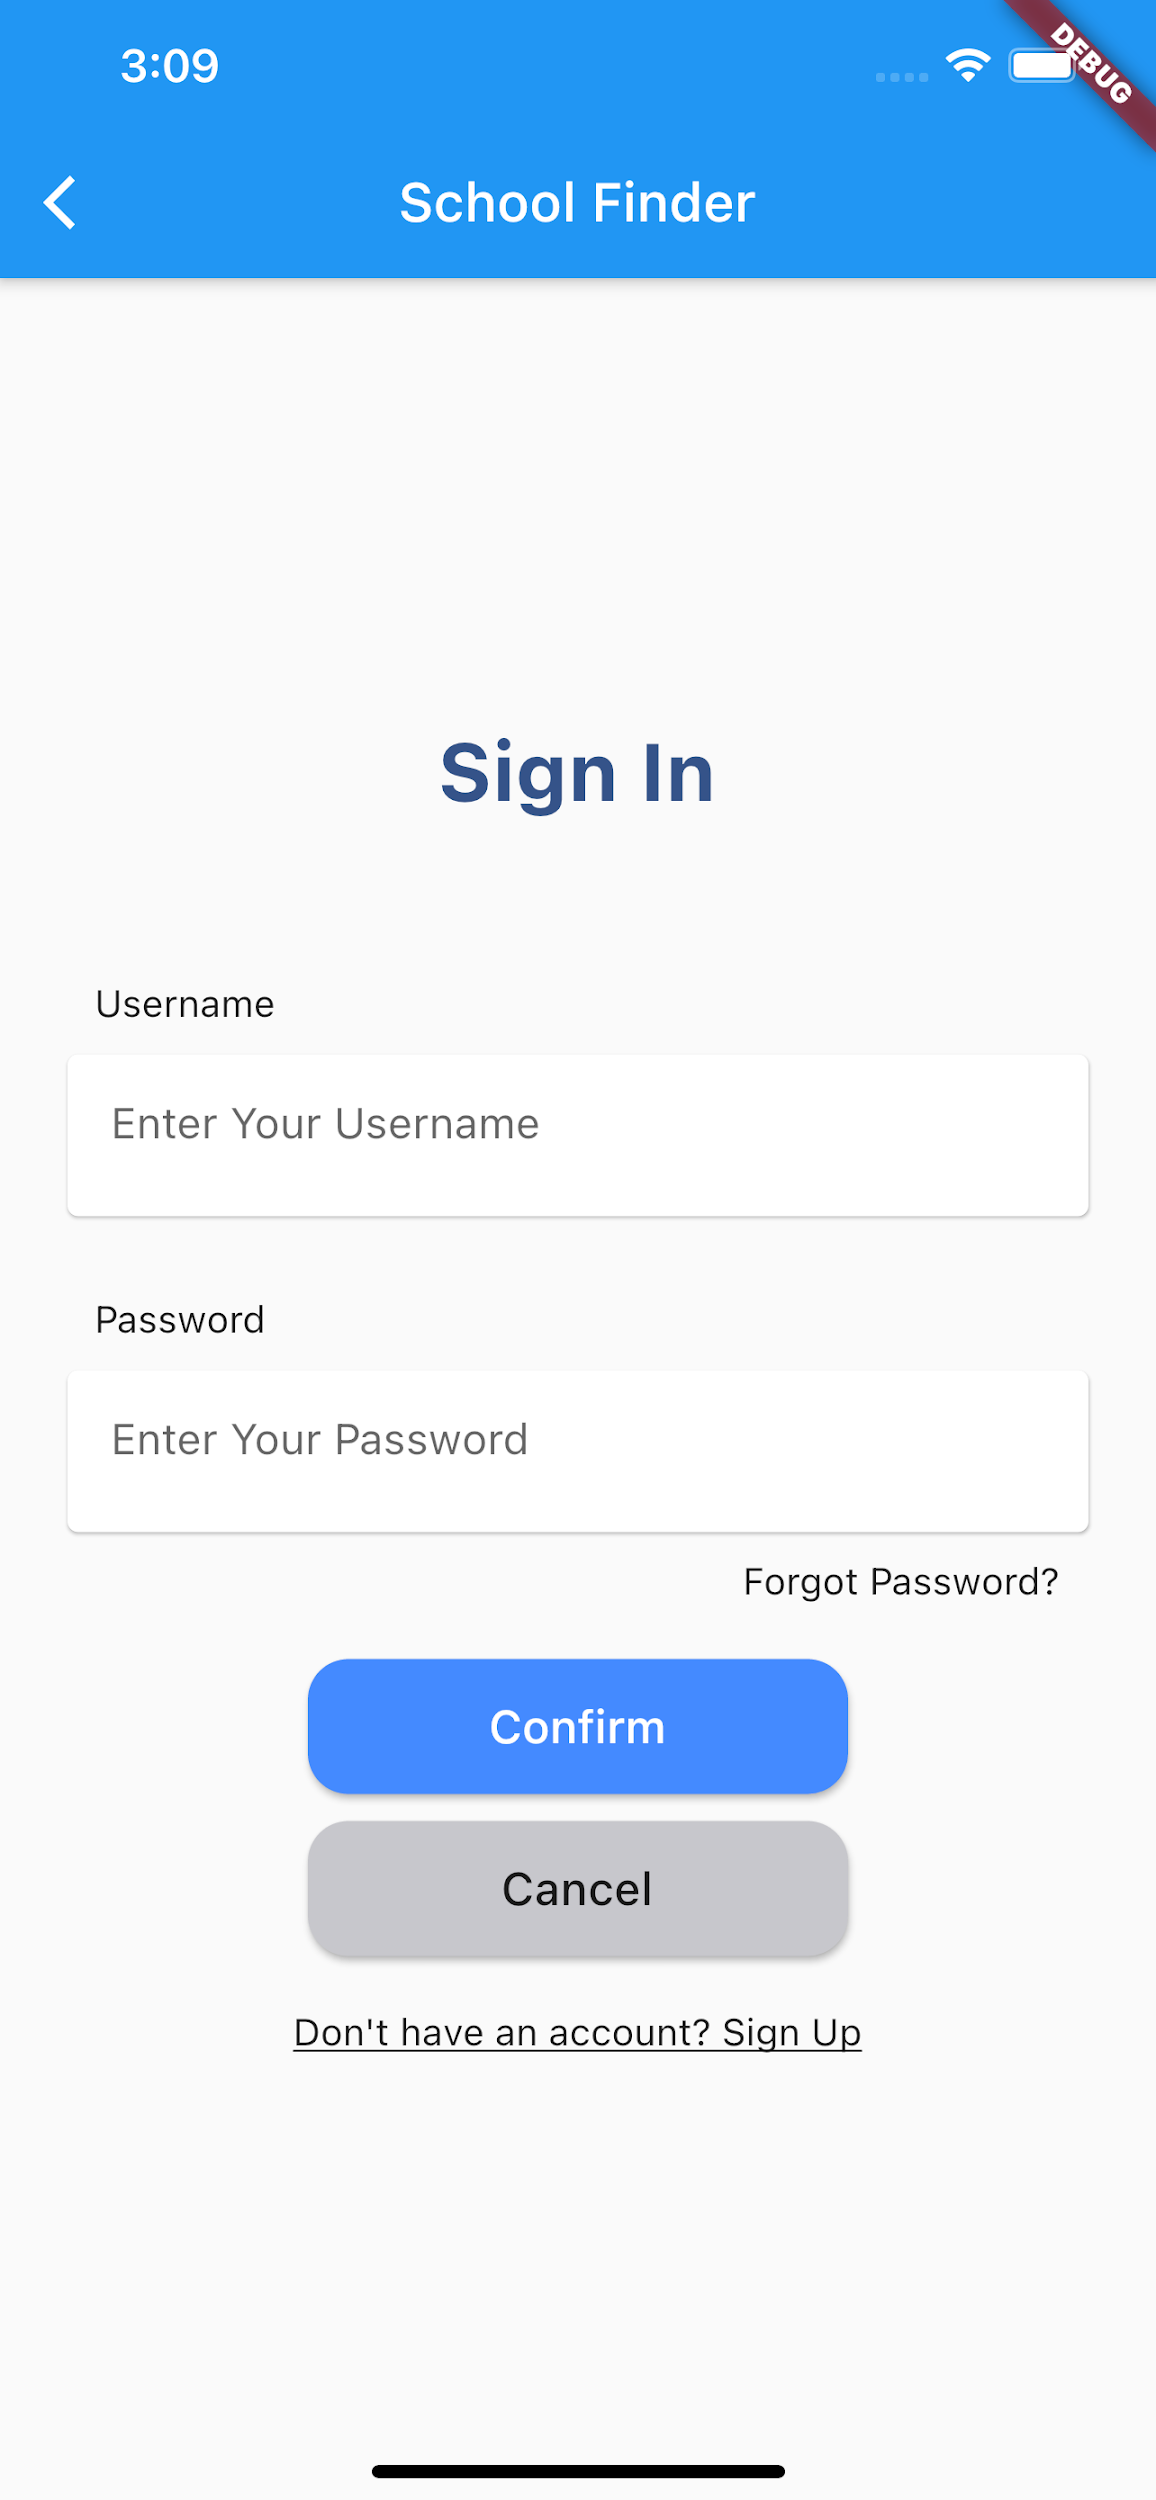 3:09
DEBUG
School Finder
Sign In
Username
Enter Your Username
Password
Enter Your Password
Forgot Password?
Confirm
Cancel
Don't have an account? Sign Up